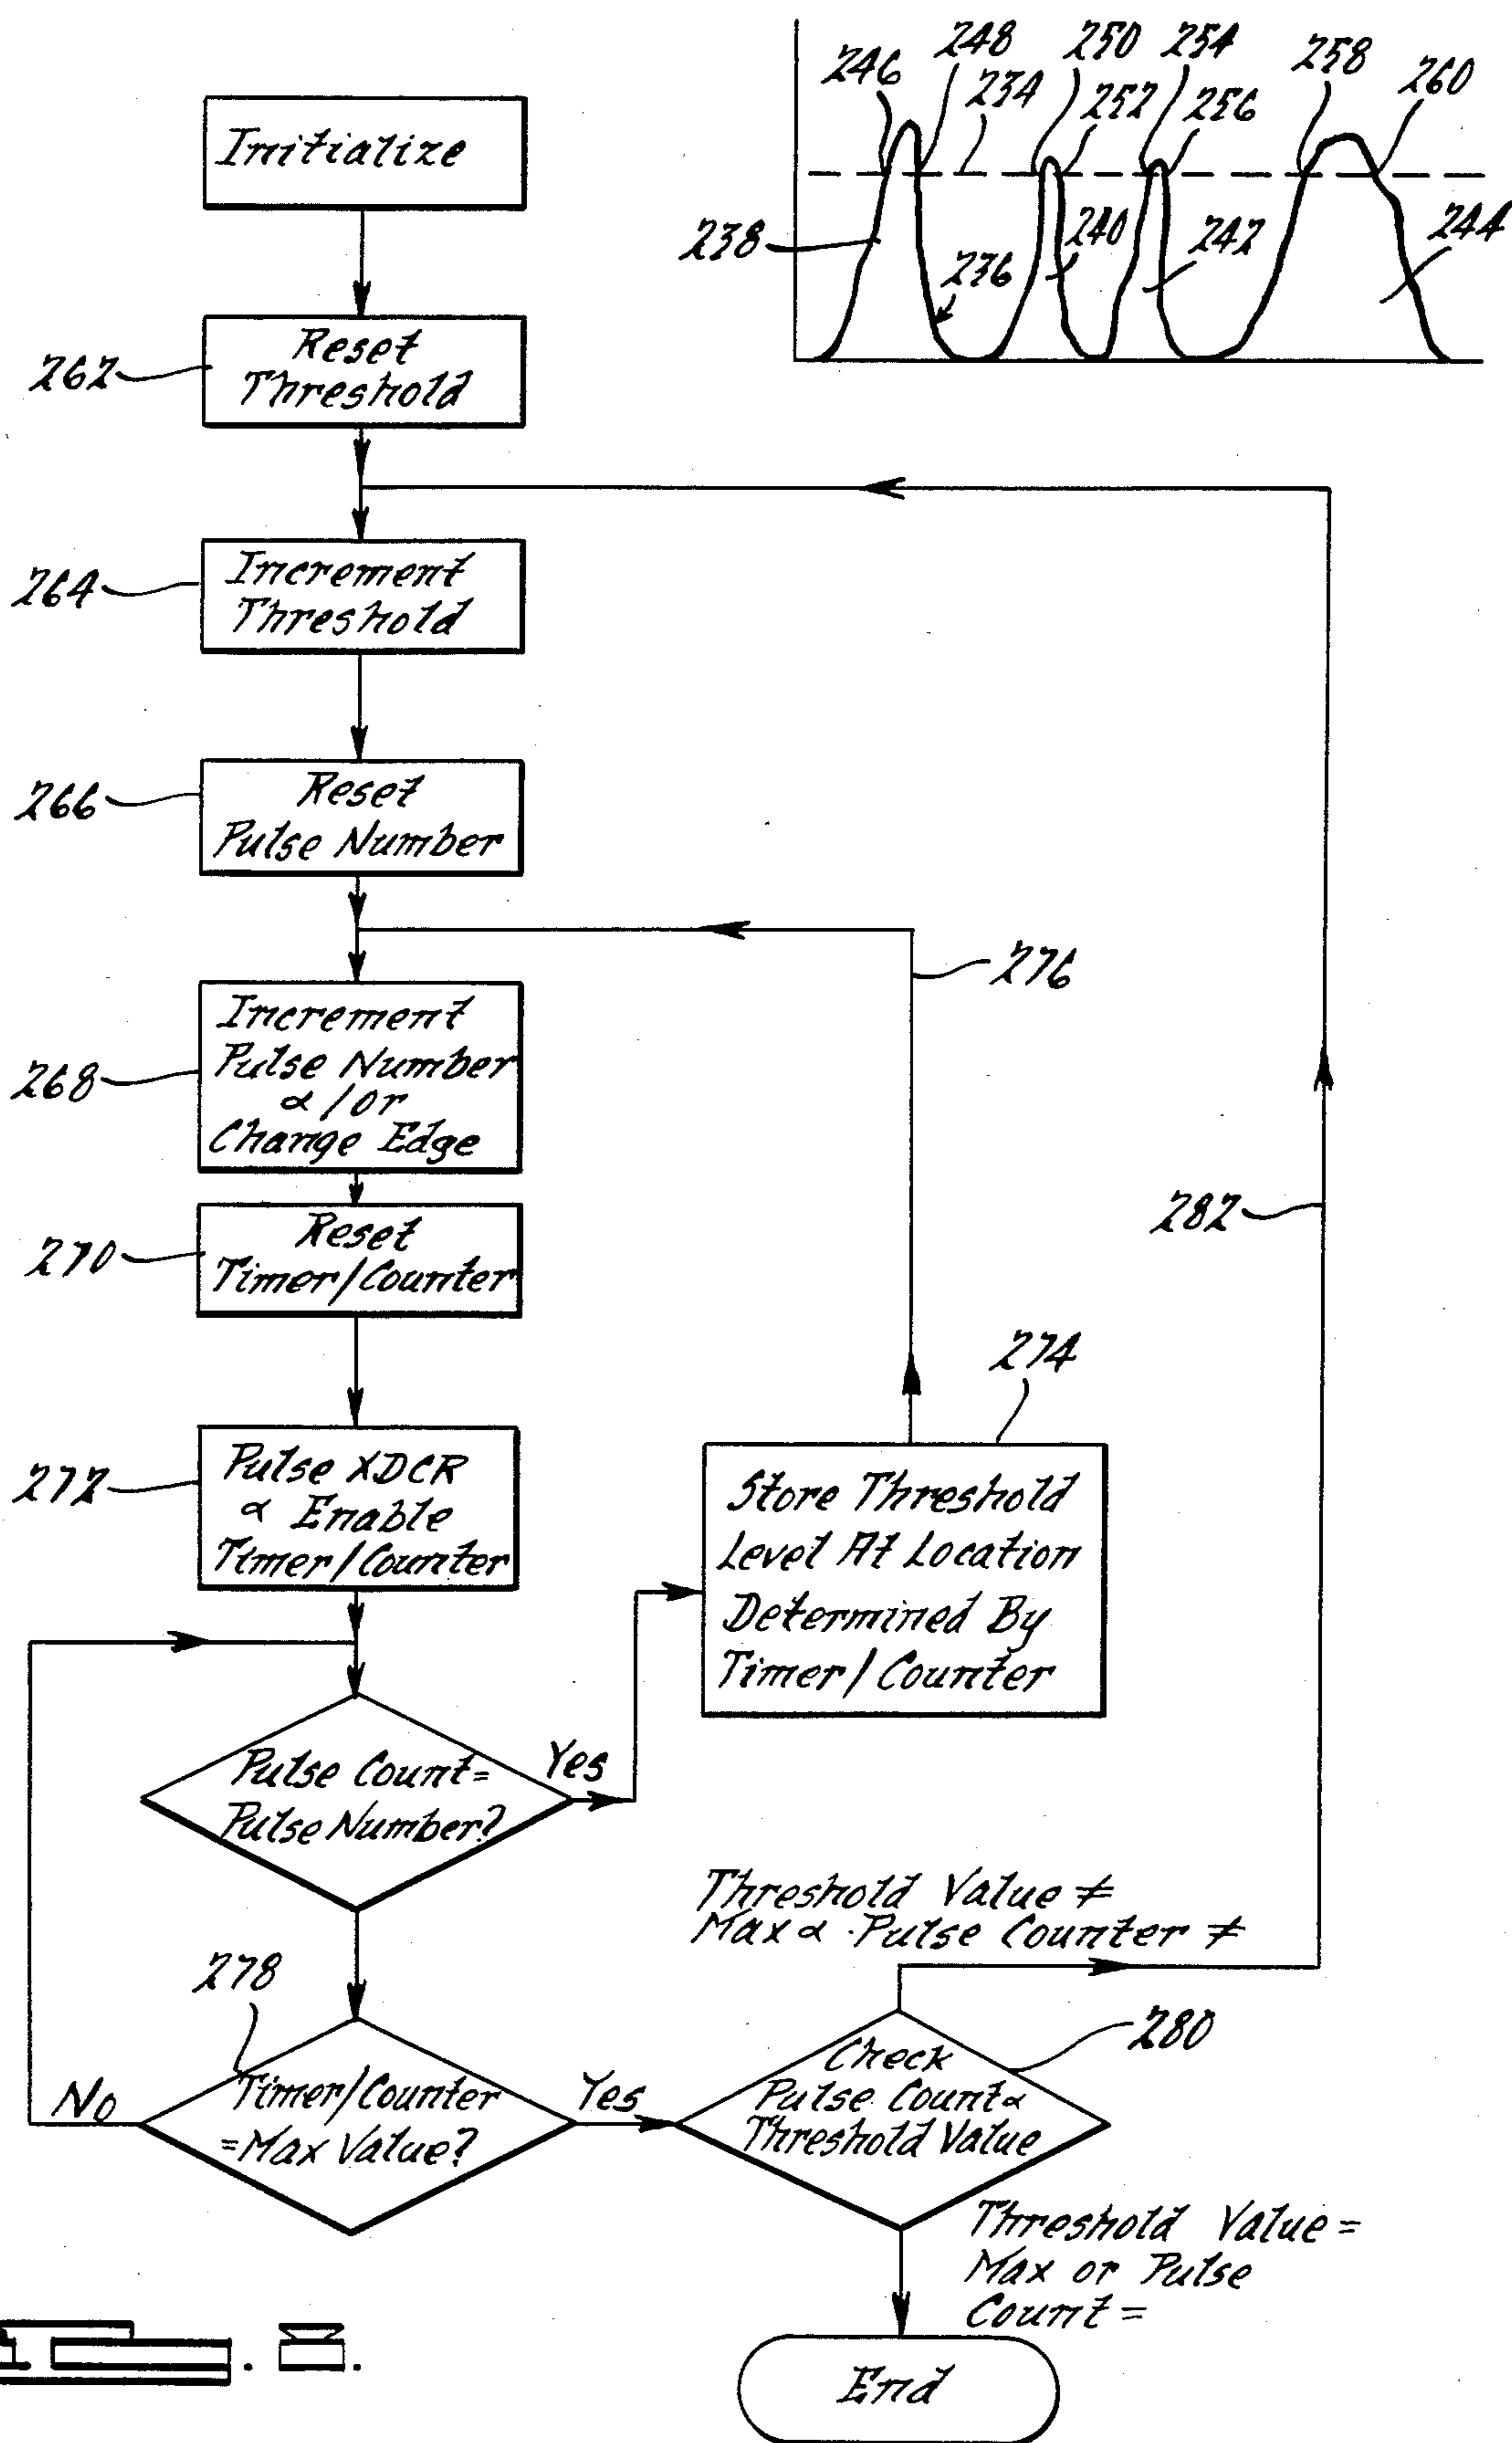 246 248 250 254 258 260
234 252 256
238 236 240 242 244
Initialize
262
Reset
Threshold
264
Increment
Threshold
266
Reset
Pulse Number
276
268
Increment
Pulse Number
& / or
Change Edge
282
270
Reset
Timer/Counter
274
272
Pulse XDCR
& Enable
Timer/Counter
Store Threshold
Level At Location
Determined By
Timer/Counter
Pulse Count=
Pulse Number?
Yes
Threshold Value ≠
Max & Pulse Counter ≠
278
280
Timer/Counter
=Max Value?
No
Yes
Check
Pulse Count &
Threshold Value
Threshold Value =
Max or Pulse
Count =
End